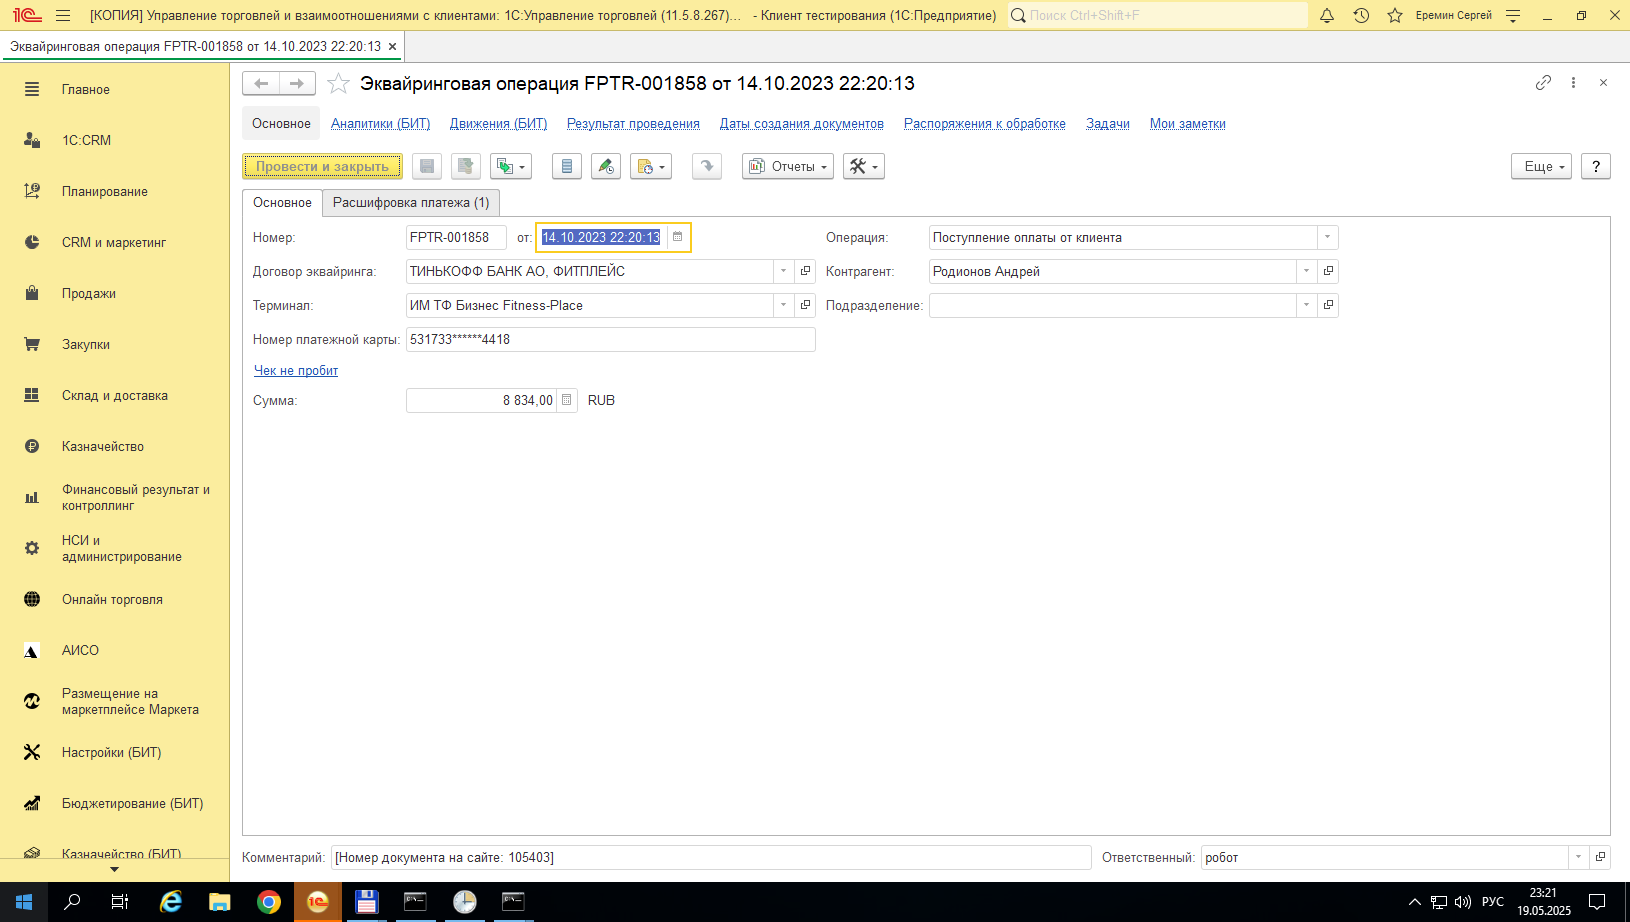 [КОПИЯ] Управление торговлей и взаимоотношениями с клиентами: 1С:Управление торговлей (11.5.8.267)... - Клиент тестирования (1С:Предприятие)
Поиск Ctrl+Shift+F
Еремин Сергей
Эквайринговая операция FPTR-001858 от 14.10.2023 22:20:13
Главное
1С:CRM
Планирование
CRM и маркетинг
Продажи
Закупки
Склад и доставка
Казначейство
Финансовый результат и
контроллинг
НСИ и
администрирование
Онлайн торговля
АИСО
Размещение на
маркетплейсе Маркета
Настройки (БИТ)
Бюджетирование (БИТ)
Казначейство (БИТ)
Эквайринговая операция FPTR-001858 от 14.10.2023 22:20:13
Основное Аналитики (БИТ) Движения (БИТ) Результат проведения Даты создания документов Распоряжения к обработке Задачи Мои заметки
Провести и закрыть Отчеты Еще ?
Основное Расшифровка платежа (1)
Номер: FPTR-001858 от: 14.10.2023 22:20:13 Операция: Поступление оплаты от клиента
Договор эквайринга: ТИНЬКОФФ БАНК АО, ФИТПЛЕЙС Контрагент: Родионов Андрей
Терминал: ИМ ТФ Бизнес Fitness-Place Подразделение:
Номер платежной карты: 531733******4418
Чек не пробит
Сумма: 8 834,00 RUB
Комментарий: [Номер документа на сайте: 105403] Ответственный: робот
РУС
23:21
19.05.2025